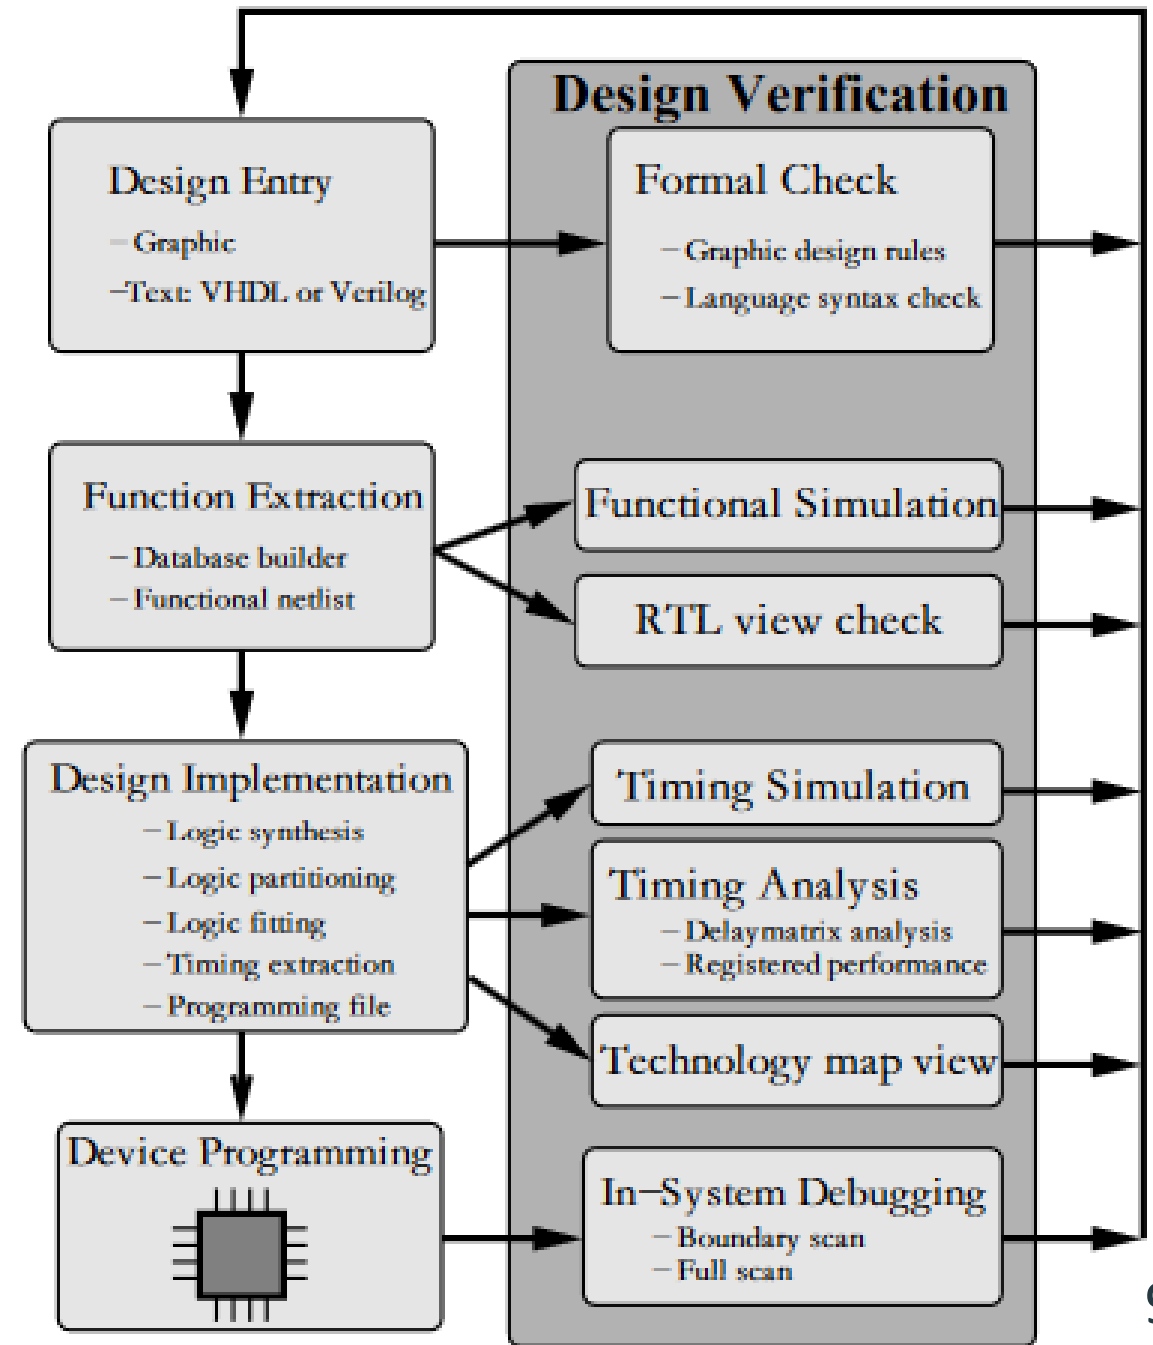 Design Verification
Design Entry
– Graphic
–Text: VHDL or Verilog
Formal Check
– Graphic design rules
– Language syntax check
Function Extraction
– Database builder
– Functional netlist
Functional Simulation
RTL view check
Design Implementation
– Logic synthesis
– Logic partitioning
– Logic fitting
– Timing extraction
– Programming file
Timing Simulation
Timing Analysis
– Delaymatrix analysis
– Registered performance
Technology map view
Device Programming
In–System Debugging
– Boundary scan
– Full scan